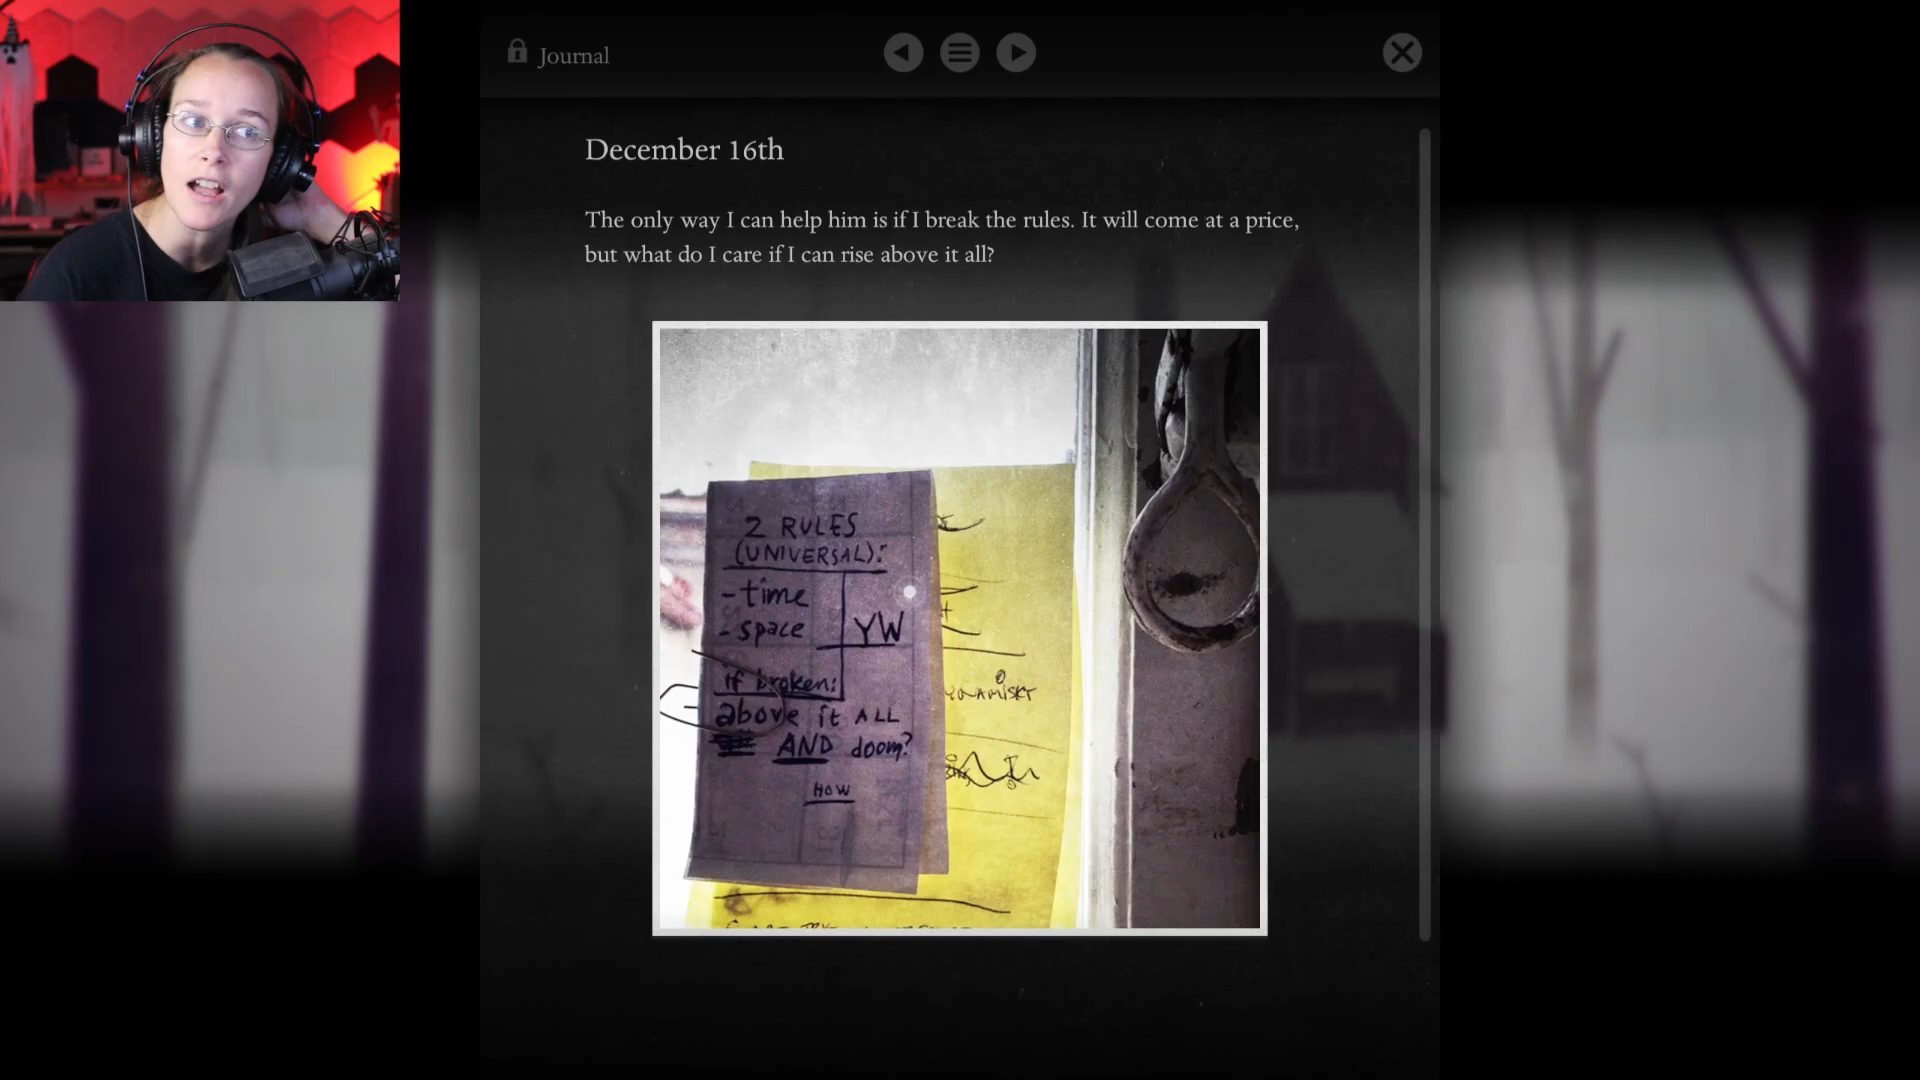 Journal
December 16th
The only way I can help him is if I break the rules. It will come at a price,
but what do I care if I can rise above it all?
2 RULES
(UNIVERSAL):
- time
- space
YW
if broken:
- above it ALL
AND doom?
HOW